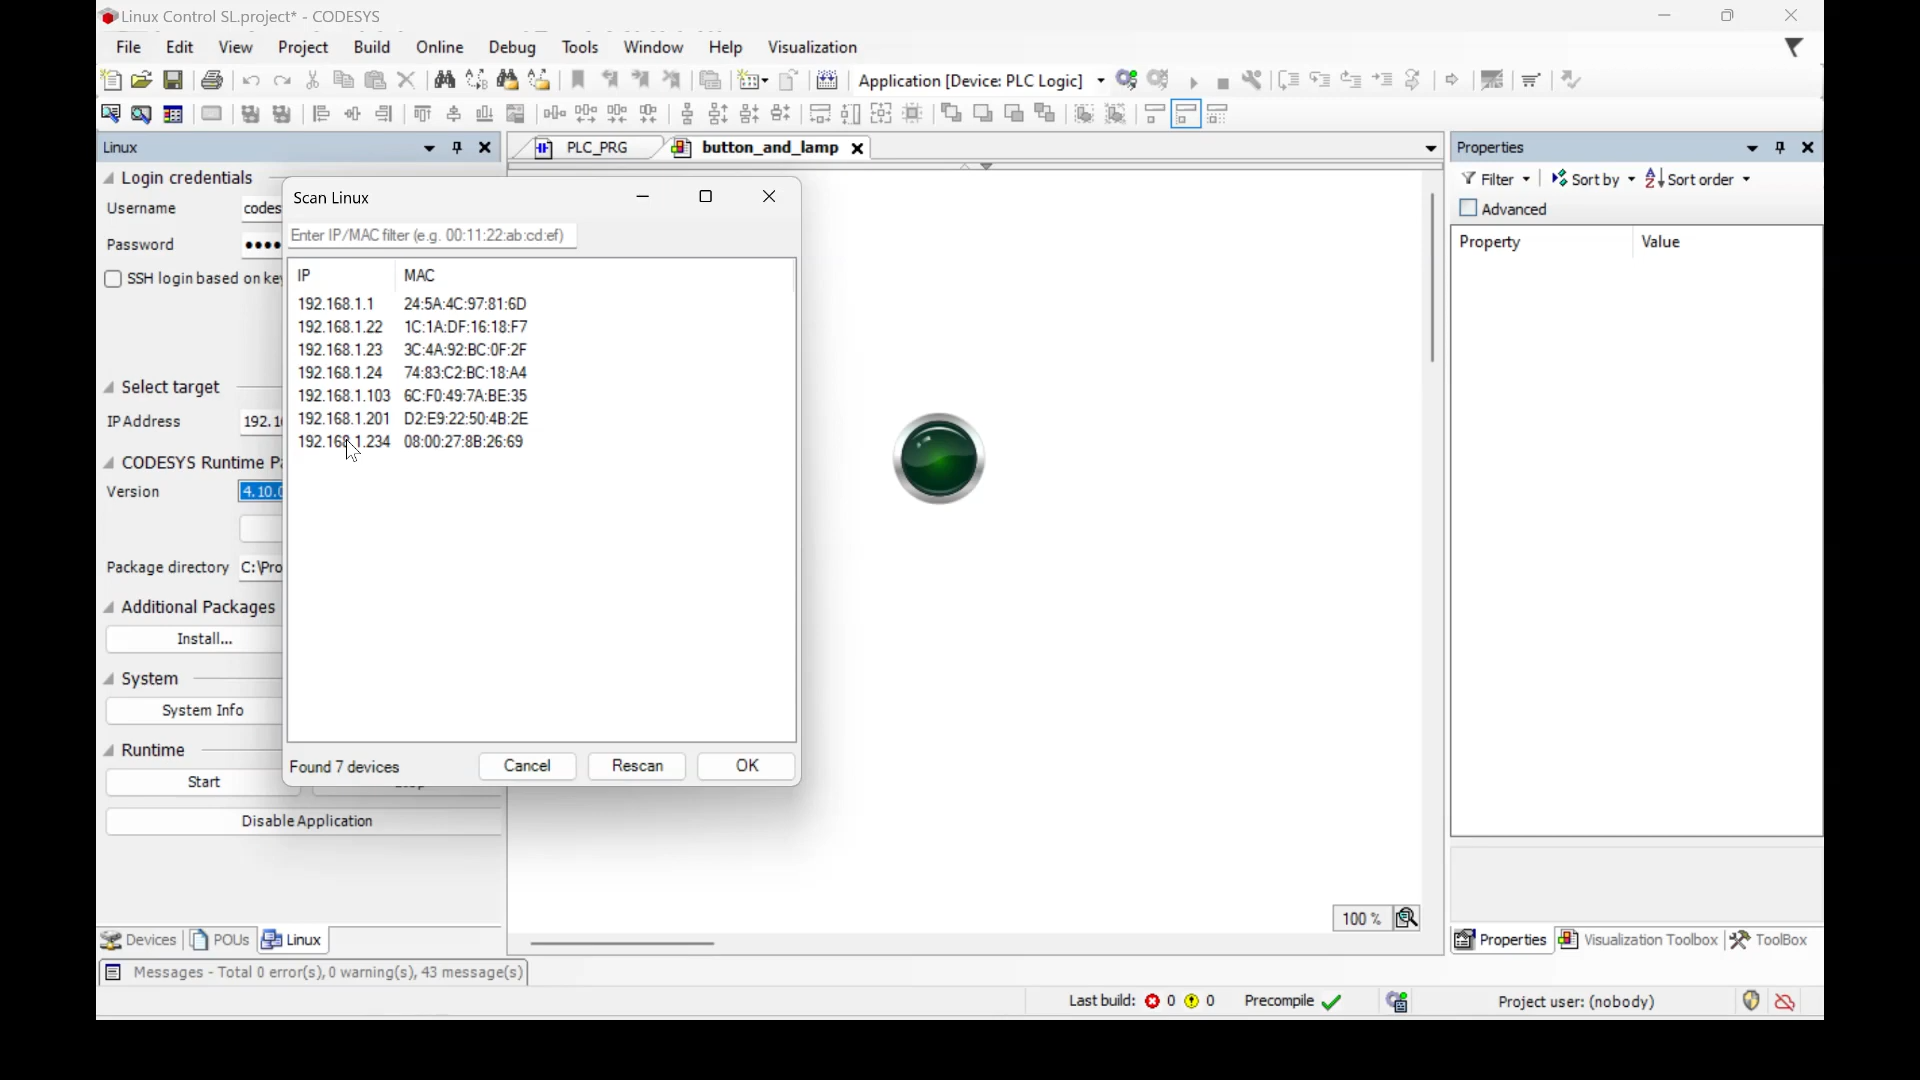 Linux Control SL.project* - CODESYS
File Edit View Project Build Online Debug Tools Window Help Visualization
Application [Device: PLC Logic]
Linux
PLC_PRG
button_and_lamp
Properties
Login credentials
Username codes
Password ••••
SSH login based on key
Select target
IP Address 192.16
CODESYS Runtime Pa
Version 4.10.0
Package directory C:\Pro
Additional Packages
Install...
System
System Info
Runtime
Start
Disable Application
Scan Linux
Enter IP/MAC filter (e.g. 00:11:22:ab:cd:ef)
IP MAC
192.168.1.1 24:5A:4C:97:81:6D
192.168.1.22 1C:1A:DF:16:18:F7
192.168.1.23 3C:4A:92:BC:0F:2F
192.168.1.24 74:83:C2:BC:18:A4
192.168.1.103 6C:F0:49:7A:BE:35
192.168.1.201 D2:E9:22:50:4B:2E
192.168.1.234 08:00:27:8B:26:69
Found 7 devices
Cancel
Rescan
OK
Filter Sort by Sort order
Advanced
Property Value
100 %
Devices POUs Linux
Properties Visualization Toolbox ToolBox
Messages - Total 0 error(s), 0 warning(s), 43 message(s)
Last build: 0 0 Precompile Project user: (nobody)